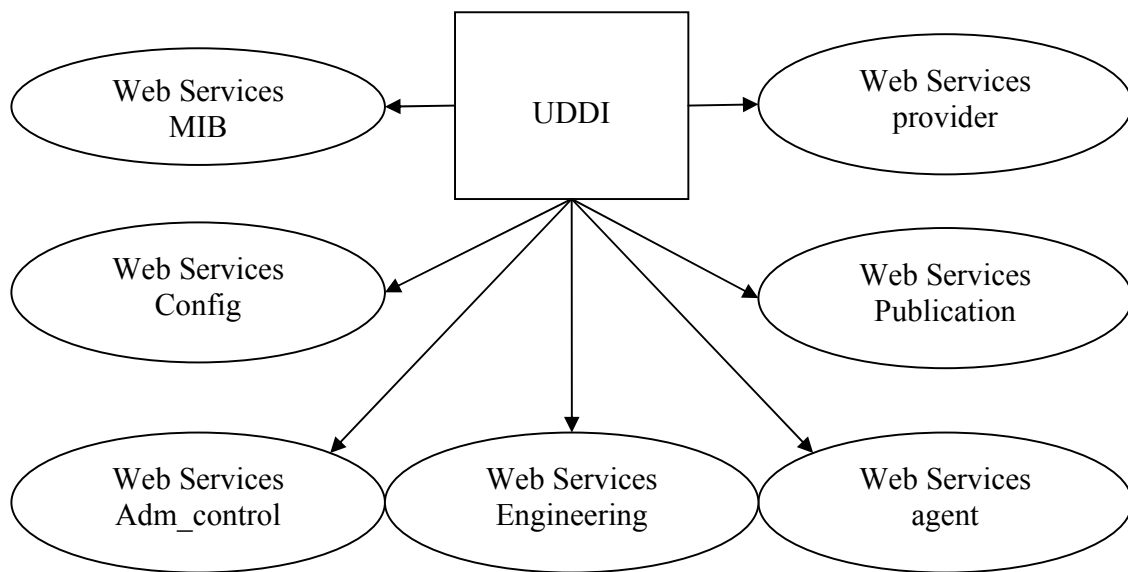 Web Services
MIB
UDDI
Web Services
provider
Web Services
Config
Web Services
Publication
Web Services
Adm_control
Web Services
Engineering
Web Services
agent